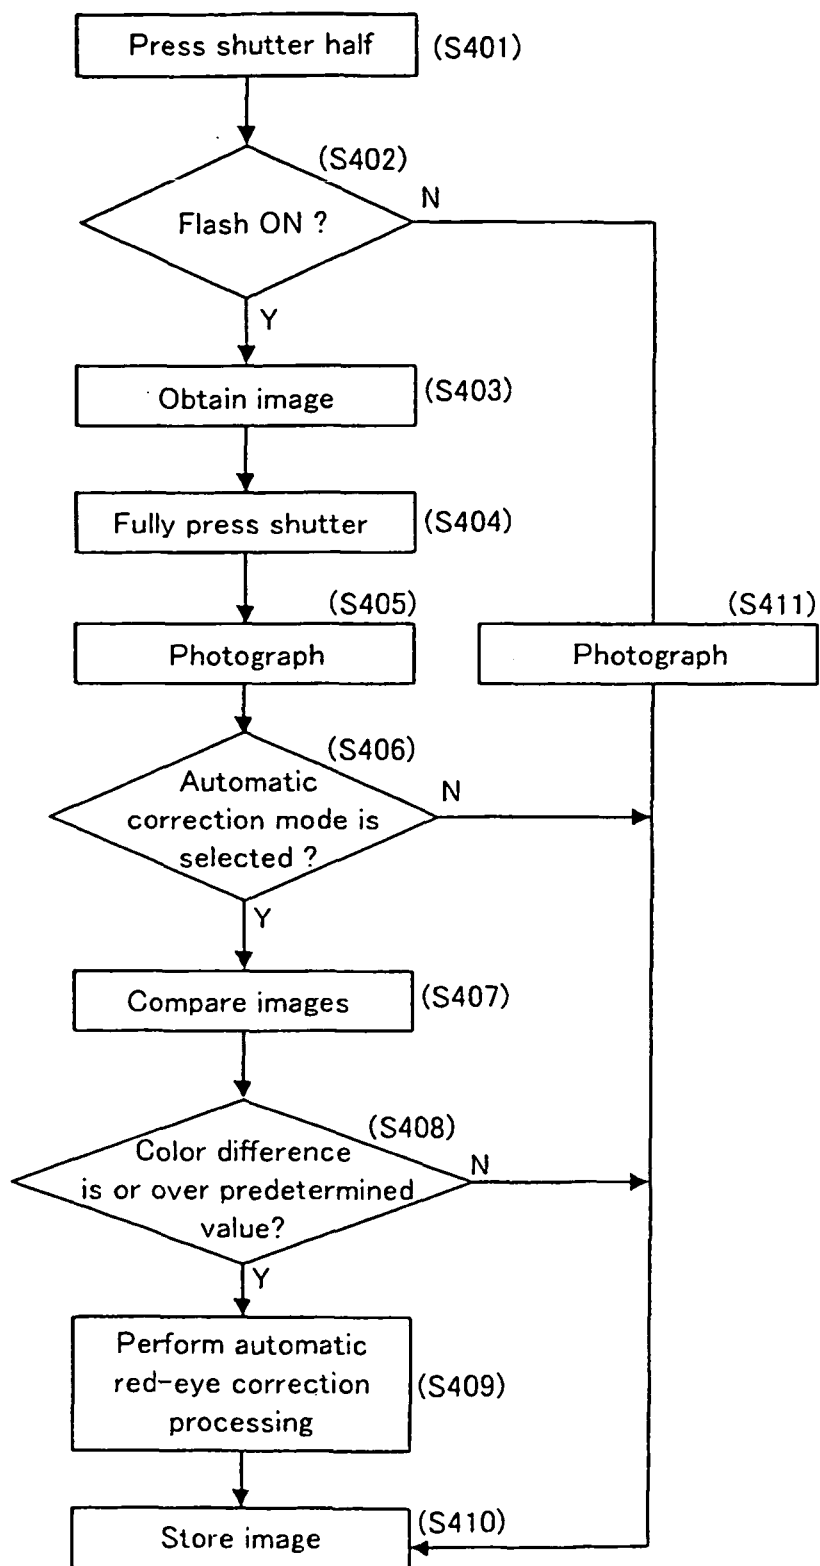 Press shutter half
(S401)
(S402)
Flash ON ?
N
Y
Obtain image
(S403)
Fully press shutter
(S404)
(S405)
Photograph
(S411)
Photograph
(S406)
Automatic
correction mode is
selected ?
N
Y
Compare images
(S407)
(S408)
Color difference
is or over predetermined
value?
N
Y
Perform automatic
red-eye correction
processing
(S409)
Store image
(S410)